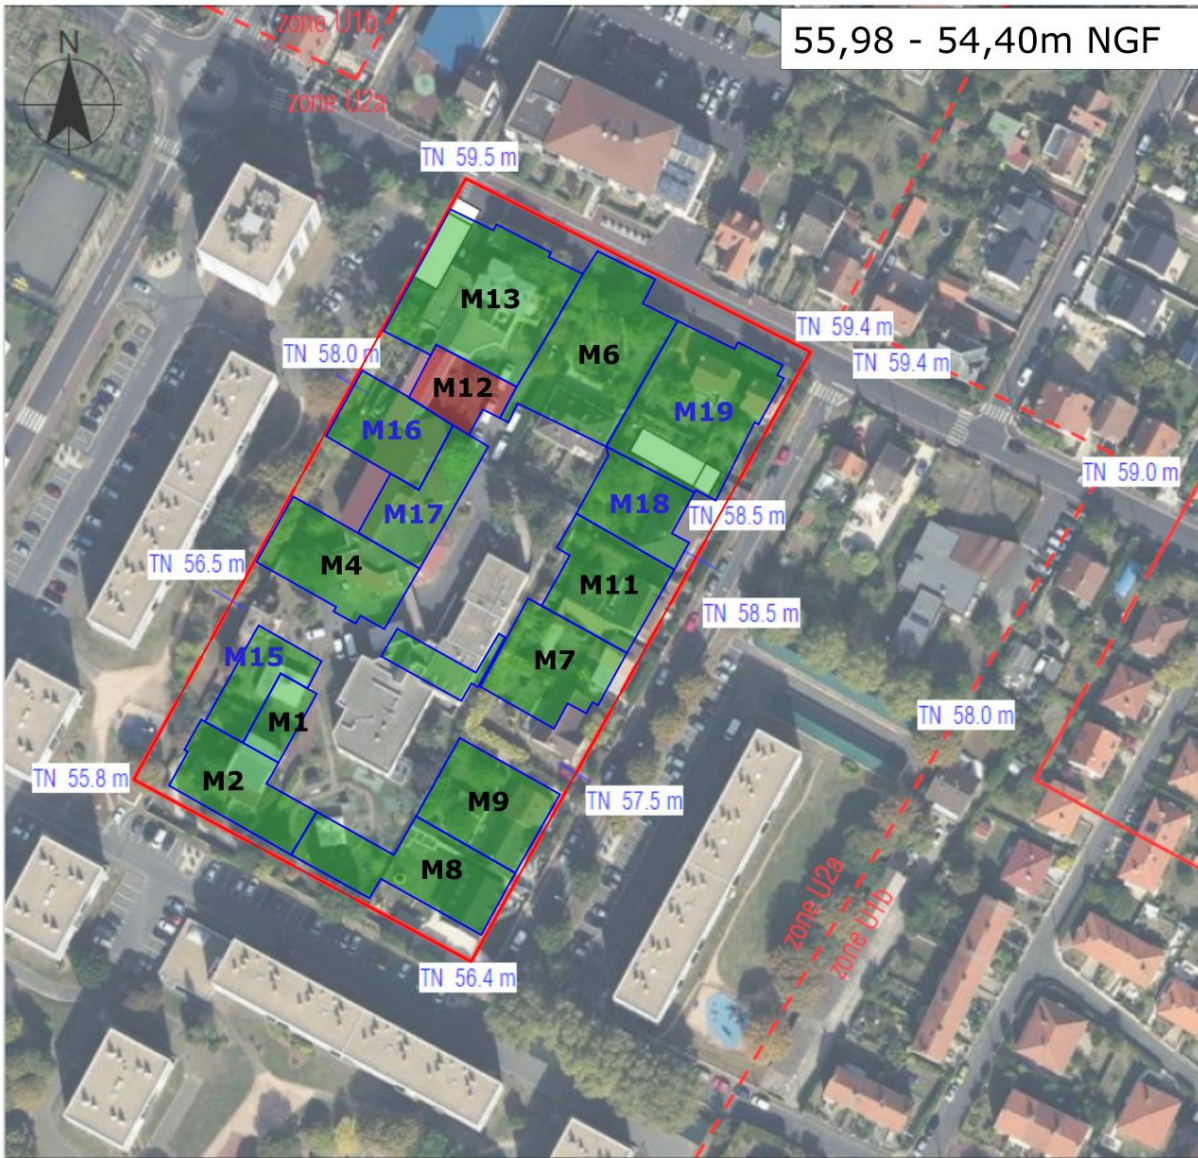 55,98 - 54,40m NGF
zone U1b
N
zone U2a
TN 59.5 m
M13
TN 59.4 m
TN 58.0 m
M6
TN 59.4 m
M12
M19
M16
TN 59.0 m
M17
M18
TN 58.5 m
TN 56.5 m
M4
M11
TN 58.5 m
M15
M7
M1
TN 58.0 m
TN 55.8 m
M2
M9
TN 57.5 m
M8
zone U2a
zone U1b
TN 56.4 m